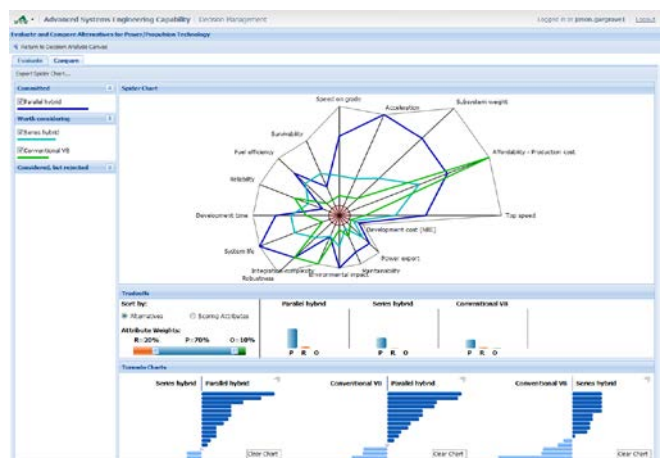 Advanced Systems Engineering Capability | Decision Management
Logged in as
Logout
Evaluate and Compare Alternatives for Power/Propulsion Technology
Return to Decision Analysis Canvas
Evaluate
Compare
Export Spider Chart...
Committed
Parallel hybrid
Worth considering
Series hybrid
Conventional V8
Considered, but rejected
Spider Chart
Speed on grade
Acceleration
Subsystem weight
Affordability - Production cost
Top speed
Development cost [NRE]
Power export
Maintainability
Environmental impact
Integration complexity
Robustness
System life
Development time
Reliability
Fuel efficiency
Survivability
Tradeoffs
Sort by:
Alternatives
Scoring Attributes
Attribute Weights:
R:20% P:70% O:10%
Parallel hybrid
Series hybrid
Conventional V8
P R O
P R O
P R O
Tornado Charts
Series hybrid
Parallel hybrid
Conventional V8
Parallel hybrid
Conventional V8
Series hybrid
Clear Chart
Clear Chart
Clear Chart